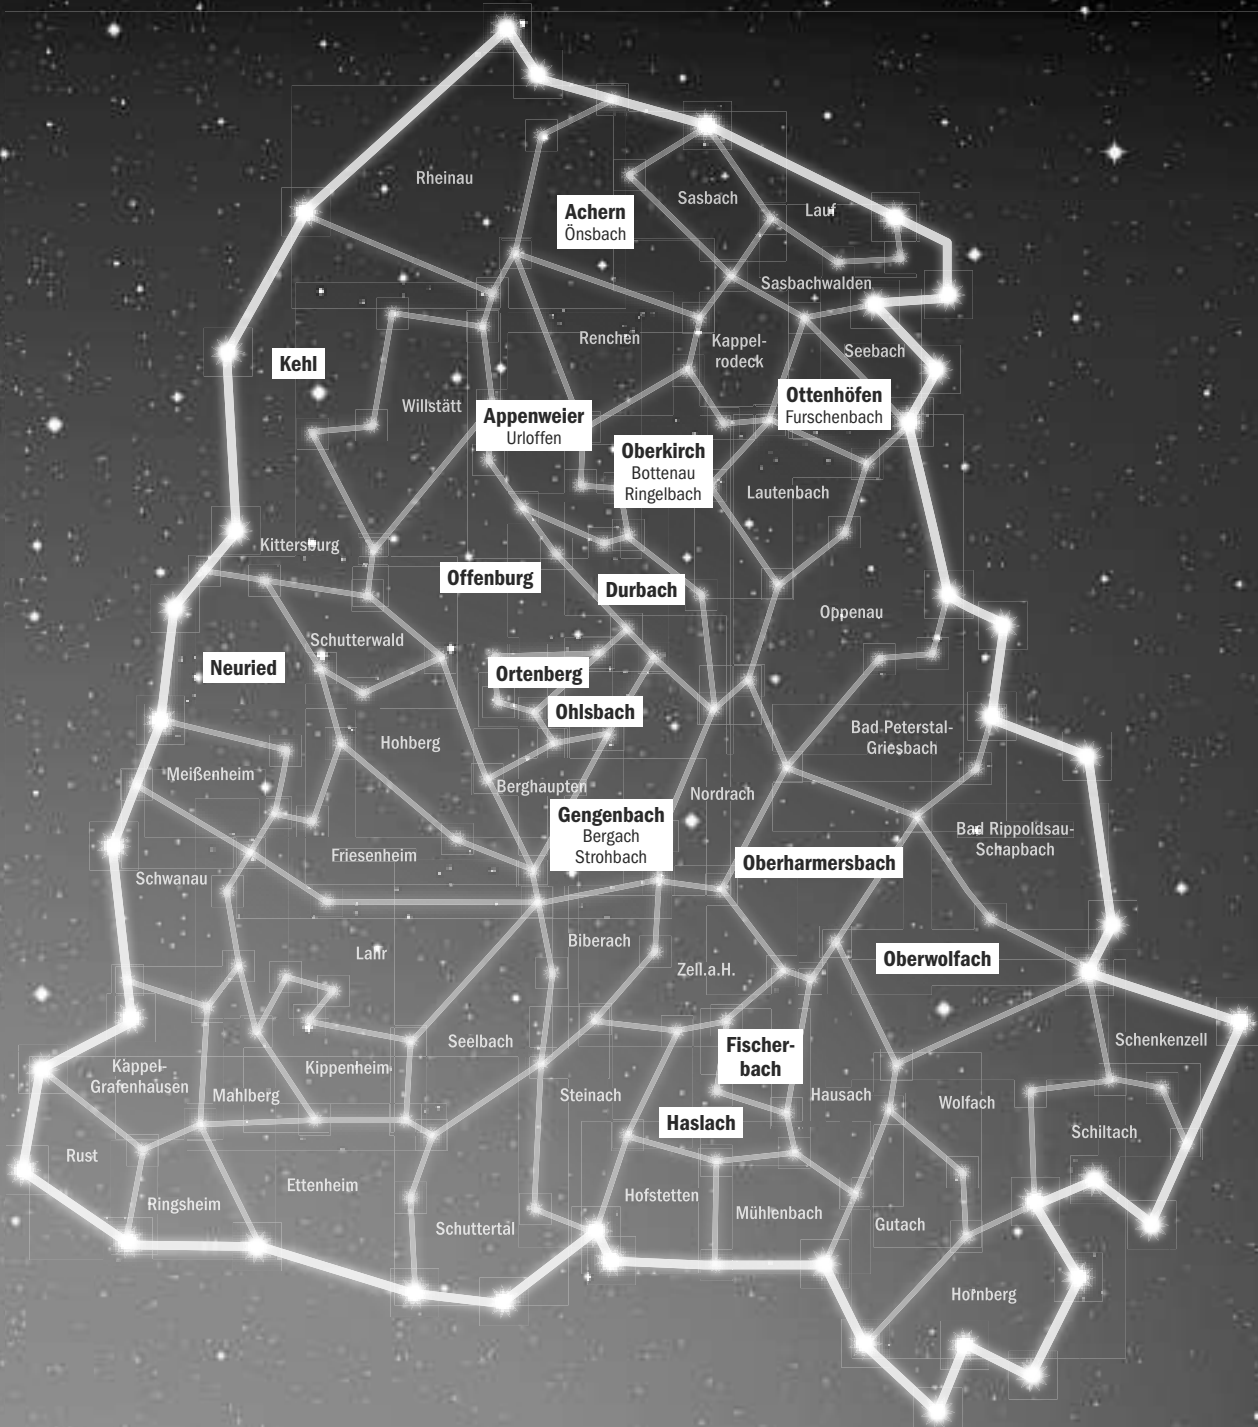 Rheinau
Sasbach
Achern
Önsbach
Lauf
Sasbachwalden
Renchen
Kappel-
rodeck
Seebach
Kehl
Willstätt
Ottenhöfen
Furschenbach
Appenweier
Urloffen
Oberkirch
Bottenau
Ringelbach
Lautenbach
Kittersburg
Offenburg
Durbach
Oppenau
Schutterwald
Neuried
Ortenberg
Ohlsbach
Hohberg
Bad Peterstal-
Griesbach
Meißenheim
Berghaupten
Nordrach
Gengenbach
Bergach
Strohbach
Bad Rippoldsau-
Schapbach
Friesenheim
Oberharmersbach
Schwanau
Lahr
Biberach
Zell.a.H.
Oberwolfach
Seelbach
Schenkenzell
Kappel-
Grafenhausen
Kippenheim
Fischer-
bach
Mahlberg
Steinach
Hausach
Wolfach
Haslach
Schiltach
Rust
Ettenheim
Ringsheim
Hofstetten
Mühlenbach
Schuttertal
Gutach
Hornberg